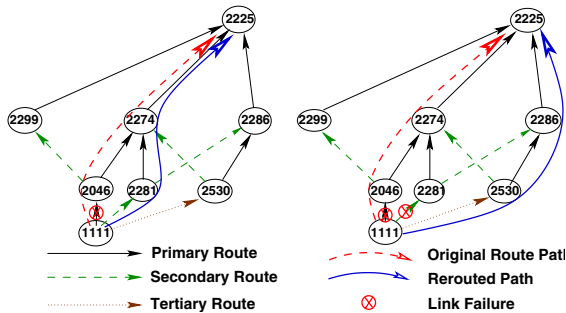 2225 2225
2299 2274 2286 2299 2274 2286
2046 2281 2530 2046 2281 2530
1111 1111
Primary Route Original Route Path
Secondary Route Rerouted Path
Tertiary Route Link Failure